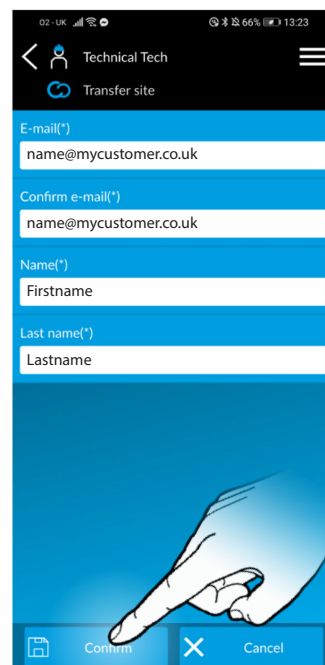 O2 - UK 66% 13:23
Technical Tech
Transfer site
E-mail(*)
name@mycustomer.co.uk
Confirm e-mail(*)
name@mycustomer.co.uk
Name(*)
Firstname
Last name(*)
Lastname
Confirm Cancel